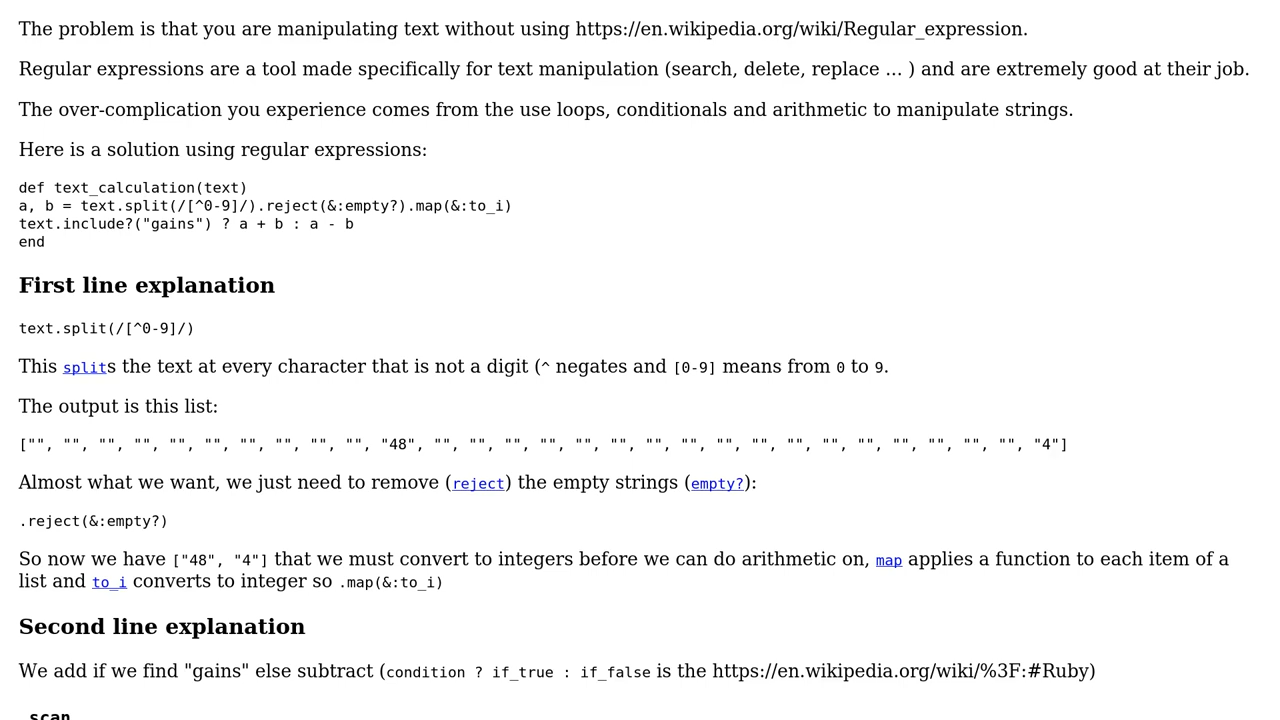 The problem is that you are manipulating text without using https://en.wikipedia.org/wiki/Regular_expression.
Regular expressions are a tool made specifically for text manipulation (search, delete, replace ... ) and are extremely good at their job.
The over-complication you experience comes from the use loops, conditionals and arithmetic to manipulate strings.
Here is a solution using regular expressions:
def text_calculation(text)
a, b = text.split(/[^0-9]/).reject(&:empty?).map(&:to_i)
text.include?("gains") ? a + b : a - b
end
First line explanation
text.split(/[^0-9]/)
This splits the text at every character that is not a digit (^ negates and [0-9] means from 0 to 9.
The output is this list:
["", "", "", "", "", "", "", "", "", "", "48", "", "", "", "", "", "", "", "", "", "", "", "", "", "", "", "", "", "4"]
Almost what we want, we just need to remove (reject) the empty strings (empty?):
.reject(&:empty?)
So now we have ["48", "4"] that we must convert to integers before we can do arithmetic on, map applies a function to each item of a
list and to_i converts to integer so .map(&:to_i)
Second line explanation
We add if we find "gains" else subtract (condition ? if_true : if_false is the https://en.wikipedia.org/wiki/%3F:#Ruby)
scan